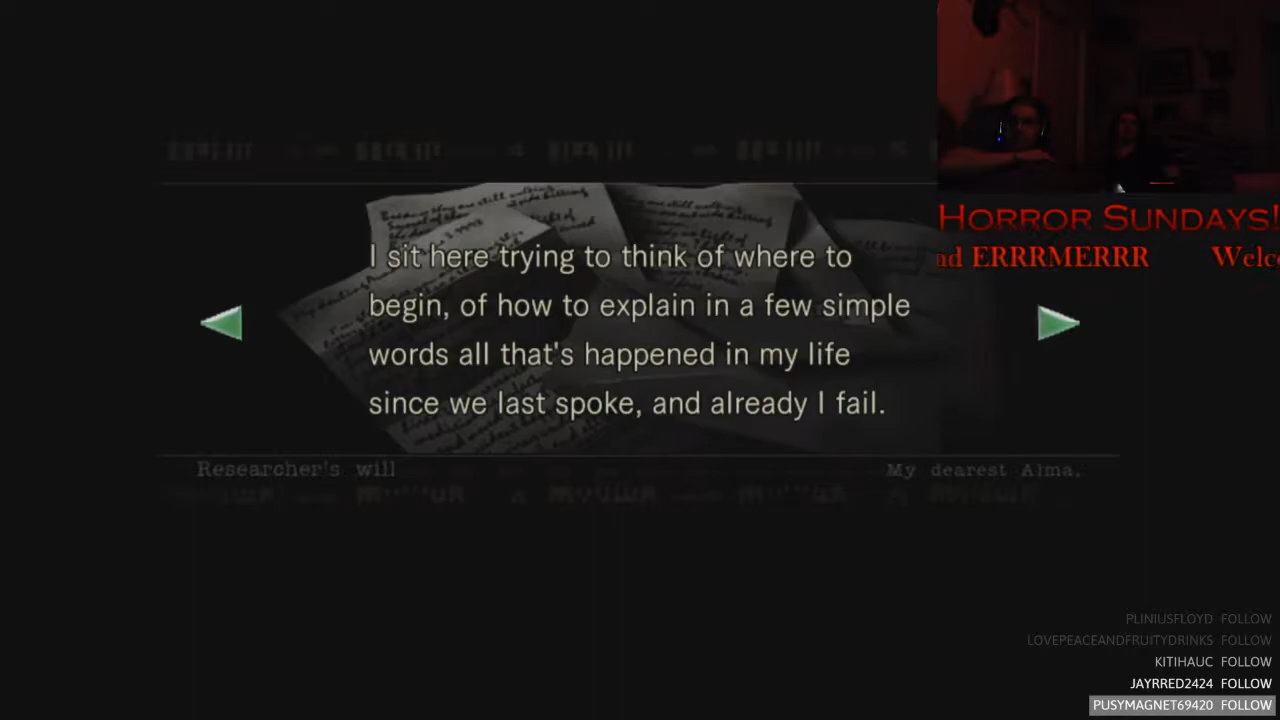 I sit here trying to think of where to
begin, of how to explain in a few simple
words all that's happened in my life
since we last spoke, and already I fail.
Researcher's will
My dearest Alma,
HORROR SUNDAYS!
ERRRMERRR
PLINIUSFLOYD FOLLOW
LOVEPEACEANDFRUITYDRINKS FOLLOW
KITIHAUC FOLLOW
JAYRRED2424 FOLLOW
PUSYMAGNET69420 FOLLOW